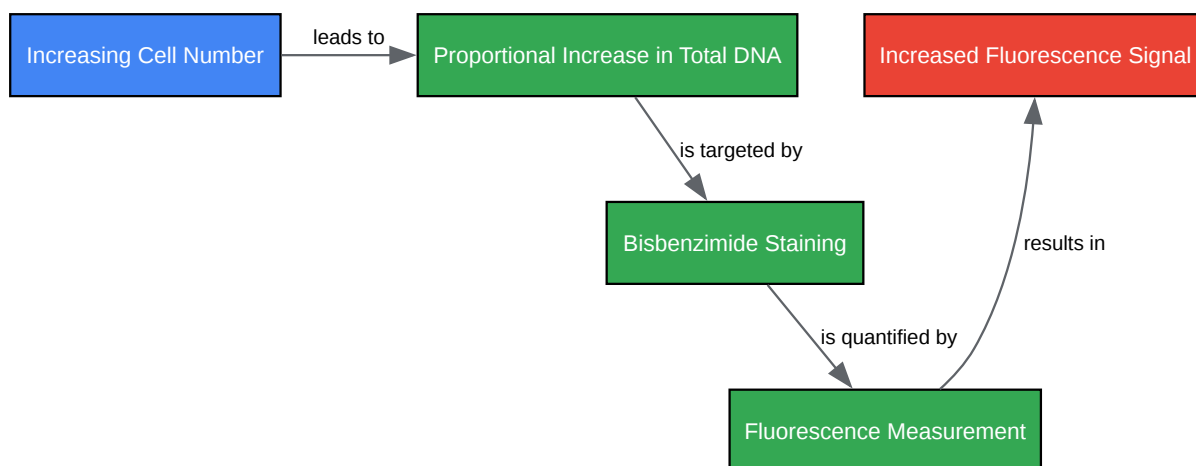 Increasing Cell Number
leads to
Proportional Increase in Total DNA
Increased Fluorescence Signal
is targeted by
Bisbenzimide Staining
results in
is quantified by
Fluorescence Measurement